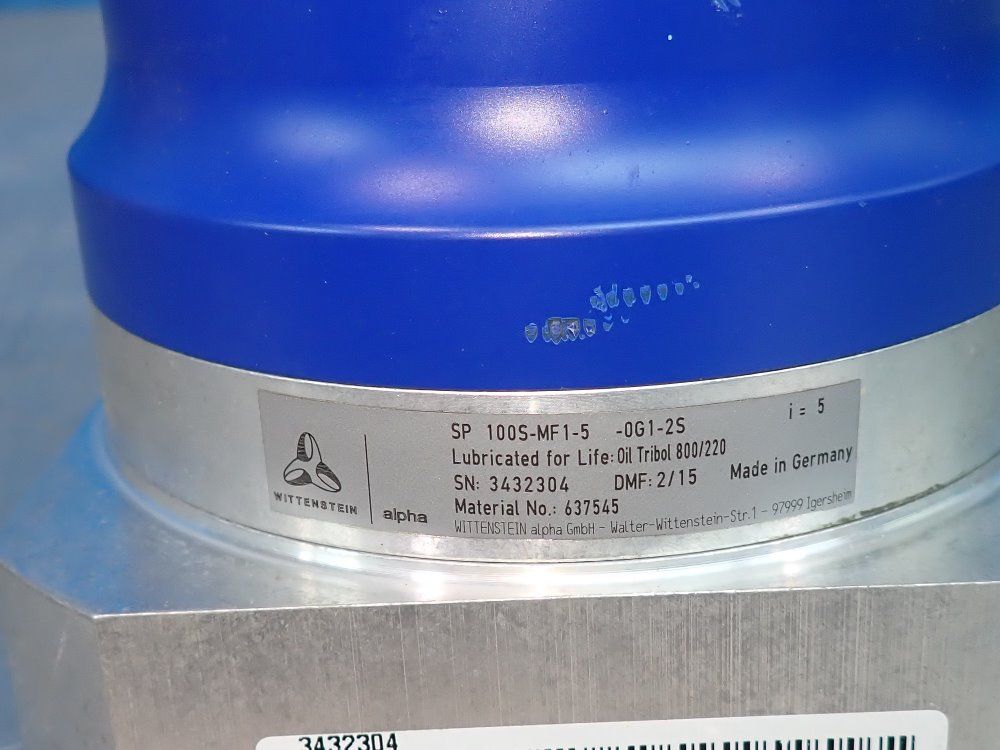 SP 100S-MF1-5 -0G1-2S
i = 5
Lubricated for Life: Oil Tribol 800/220
SN: 3432304 DMF: 2/15
Made in Germany
Material No.: 637545
WITTENSTEIN alpha GmbH - Walter-Wittenstein-Str.1 - 97999 Igersheim
WITTENSTEIN
alpha
3432304